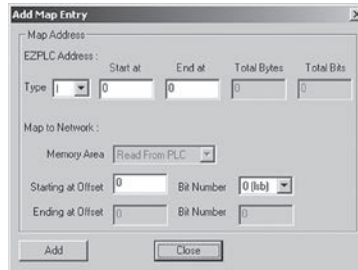 Add Map Entry
Map Address
EZPLC Address :
Start at End at Total Bytes Total Bits
Type I 0 0 0 0
Map to Network :
Memory Area Read From PLC
Starting at Offset 0 Bit Number 0 (lsb)
Ending at Offset 0 Bit Number 0
Add Close